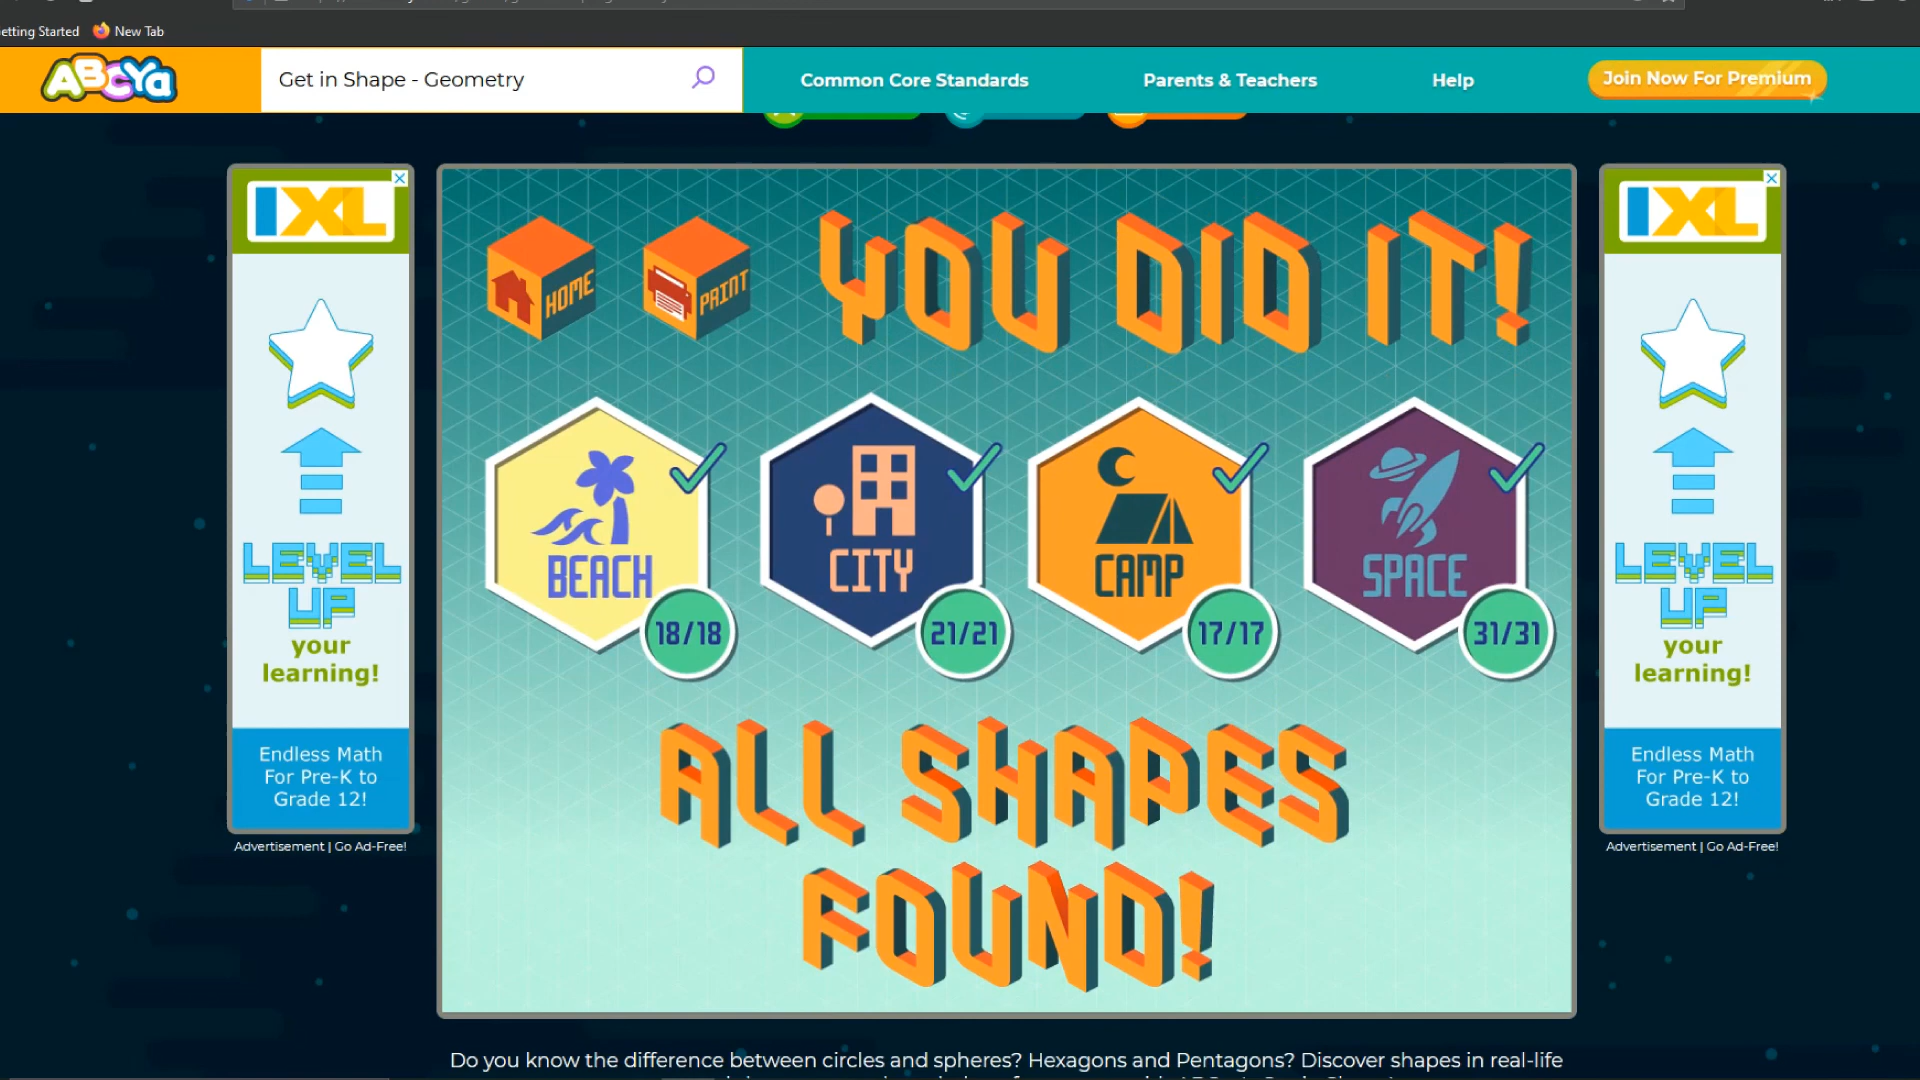 etting Started New Tab
ABCYa Get in Shape - Geometry Common Core Standards Parents & Teachers Help Join Now For Premium
IXL
LEVEL
UP
your
learning!
Endless Math
For Pre-K to
Grade 12!
Advertisement | Go Ad-Free!
HOME PRINT YOU DID IT!
BEACH CITY CAMP SPACE
18/18 21/21 17/17 31/31
ALL SHAPES
FOUND!
IXL
LEVEL
UP
your
learning!
Endless Math
For Pre-K to
Grade 12!
Advertisement | Go Ad-Free!
Do you know the difference between circles and spheres? Hexagons and Pentagons? Discover shapes in real-life